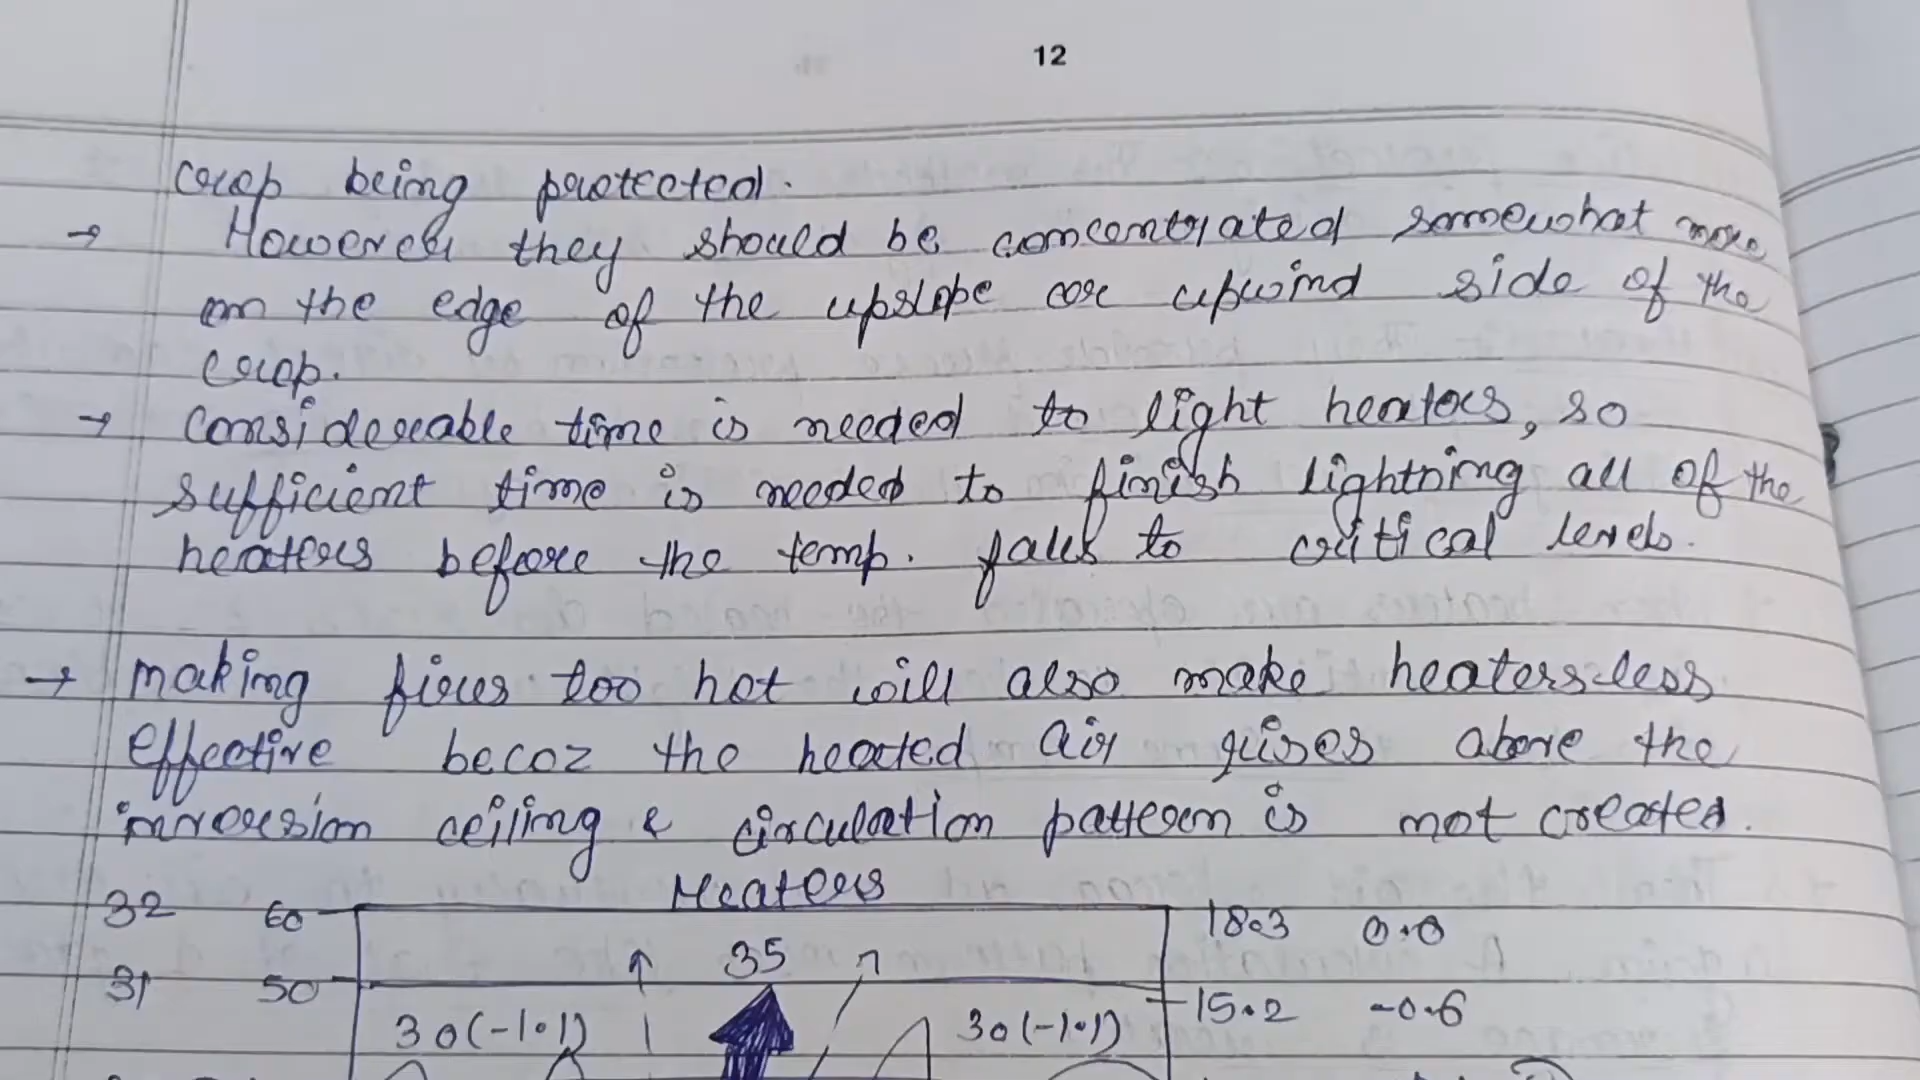 12
crop being protected.
→ However they should be concentrated somewhat more
on the edge of the upslope or upwind side of the
crop.
→ Considerable time is needed to light heaters, so
sufficient time is needed to finish lightning all of the
heaters before the temp. falls to critical levels.
→ making fires too hot will also make heaters less
effective becoz the heated air rises above the
inversion ceiling & circulation pattern is not created.
Heaters
32 60 18.3 0.0
35
31 50 15.2 -0.6
30(-1.1) 30(-1.1)